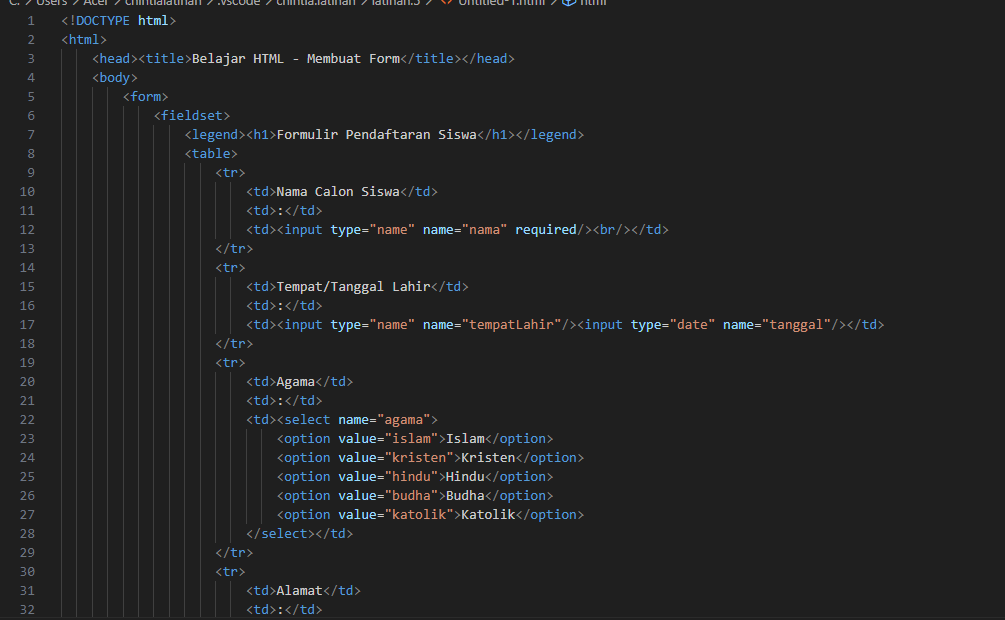 C: > Users > Acer > chintialatihan > .vscode > chintia.latihan > latihan.5 > <> Untitled-1.html > html
1 <!DOCTYPE html>
2 <html>
3 <head><title>Belajar HTML - Membuat Form</title></head>
4 <body>
5 <form>
6 <fieldset>
7 <legend><h1>Formulir Pendaftaran Siswa</h1></legend>
8 <table>
9 <tr>
10 <td>Nama Calon Siswa</td>
11 <td>:</td>
12 <td><input type="name" name="nama" required/><br/></td>
13 </tr>
14 <tr>
15 <td>Tempat/Tanggal Lahir</td>
16 <td>:</td>
17 <td><input type="name" name="tempatLahir"/><input type="date" name="tanggal"/></td>
18 </tr>
19 <tr>
20 <td>Agama</td>
21 <td>:</td>
22 <td><select name="agama">
23 <option value="islam">Islam</option>
24 <option value="kristen">Kristen</option>
25 <option value="hindu">Hindu</option>
26 <option value="budha">Budha</option>
27 <option value="katolik">Katolik</option>
28 </select></td>
29 </tr>
30 <tr>
31 <td>Alamat</td>
32 <td>:</td>